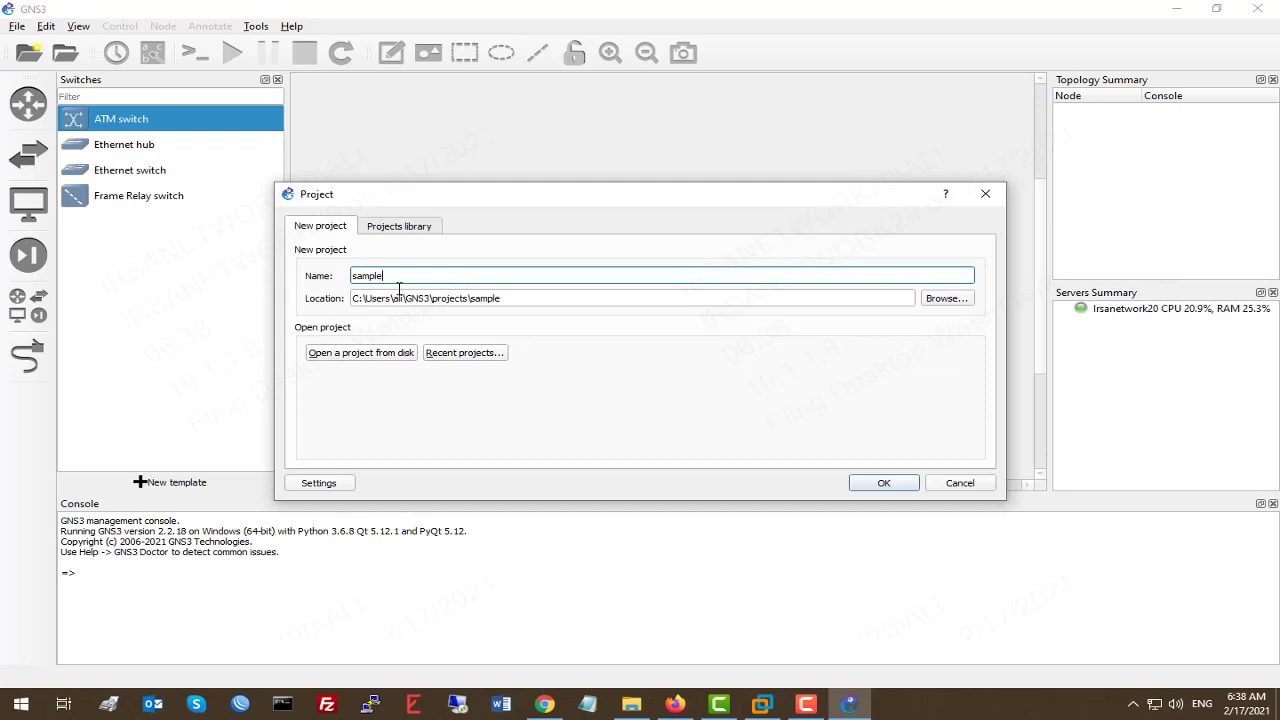 GNS3
File Edit View Control Node Annotate Tools Help
Switches
Filter
ATM switch
Ethernet hub
Ethernet switch
Frame Relay switch
New template
Project
New project Projects library
New project
Name: sample
Location: C:\Users\ali\GNS3\projects\sample Browse...
Open project
Open a project from disk Recent projects...
Settings OK Cancel
Topology Summary
Node Console
Servers Summary
Irsanetwork20 CPU 20.9%, RAM 25.3%
Console
GNS3 management console.
Running GNS3 version 2.2.18 on Windows (64-bit) with Python 3.6.8 Qt 5.12.1 and PyQt 5.12.
Copyright (c) 2006-2021 GNS3 Technologies.
Use Help -> GNS3 Doctor to detect common issues.
=>
ENG
6:38 AM
2/17/2021